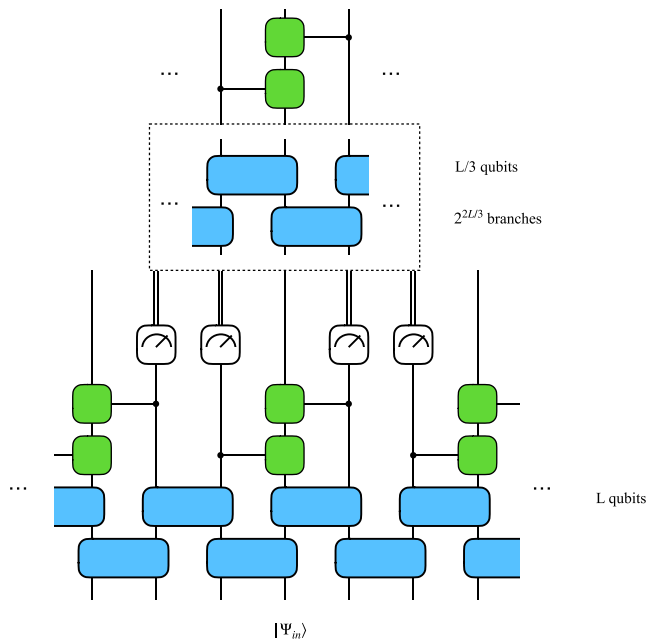 ... ...
L/3 qubits
... ...
2^{2L/3} branches
... ...
L qubits
|Ψ_{in}⟩